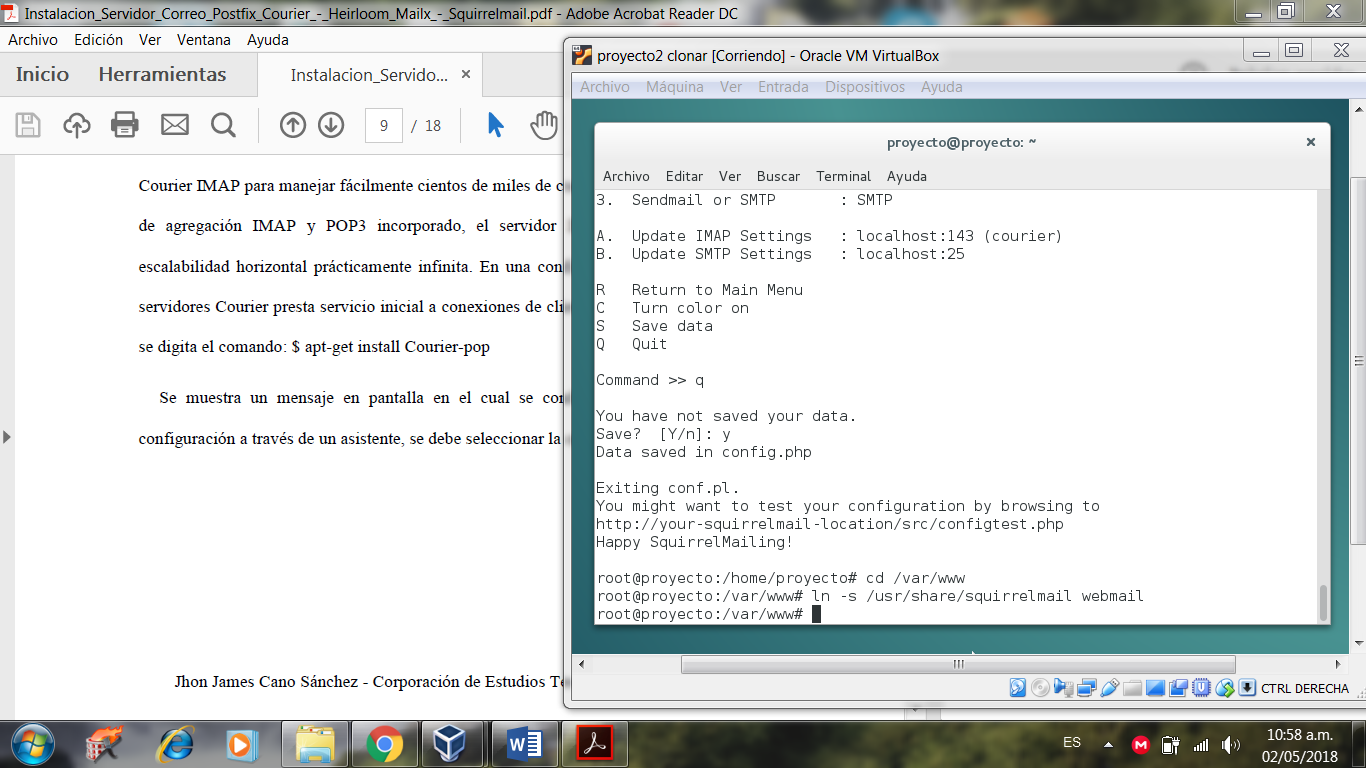 Instalacion_Servidor_Correo_Postfix_Courier_-_Heirloom_Mailx_-_Squirrelmail.pdf - Adobe Acrobat Reader DC
Archivo Edición Ver Ventana Ayuda
Inicio Herramientas Instalacion_Servido... ×
9 / 18
Courier IMAP para manejar fácilmente cientos de miles de
de agregación IMAP y POP3 incorporado, el servidor
escalabilidad horizontal prácticamente infinita. En una
servidores Courier presta servicio inicial a conexiones de
se digita el comando: $ apt-get install Courier-pop
Se muestra un mensaje en pantalla en el cual se
configuración a través de un asistente, se debe seleccionar la
Jhon James Cano Sánchez - Corporación de Estudios
proyecto2 clonar [Corriendo] - Oracle VM VirtualBox
Archivo Máquina Ver Entrada Dispositivos Ayuda
proyecto@proyecto: ~ ×
Archivo Editar Ver Buscar Terminal Ayuda
3. Sendmail or SMTP : SMTP
A. Update IMAP Settings : localhost:143 (courier)
B. Update SMTP Settings : localhost:25
R Return to Main Menu
C Turn color on
S Save data
Q Quit
Command >> q
You have not saved your data.
Save? [Y/n]: y
Data saved in config.php
Exiting conf.pl.
You might want to test your configuration by browsing to
http://your-squirrelmail-location/src/configtest.php
Happy SquirrelMailing!
root@proyecto:/home/proyecto# cd /var/www
root@proyecto:/var/www# ln -s /usr/share/squirrelmail webmail
root@proyecto:/var/www#
CTRL DERECHA
ES
10:58 a.m.
02/05/2018